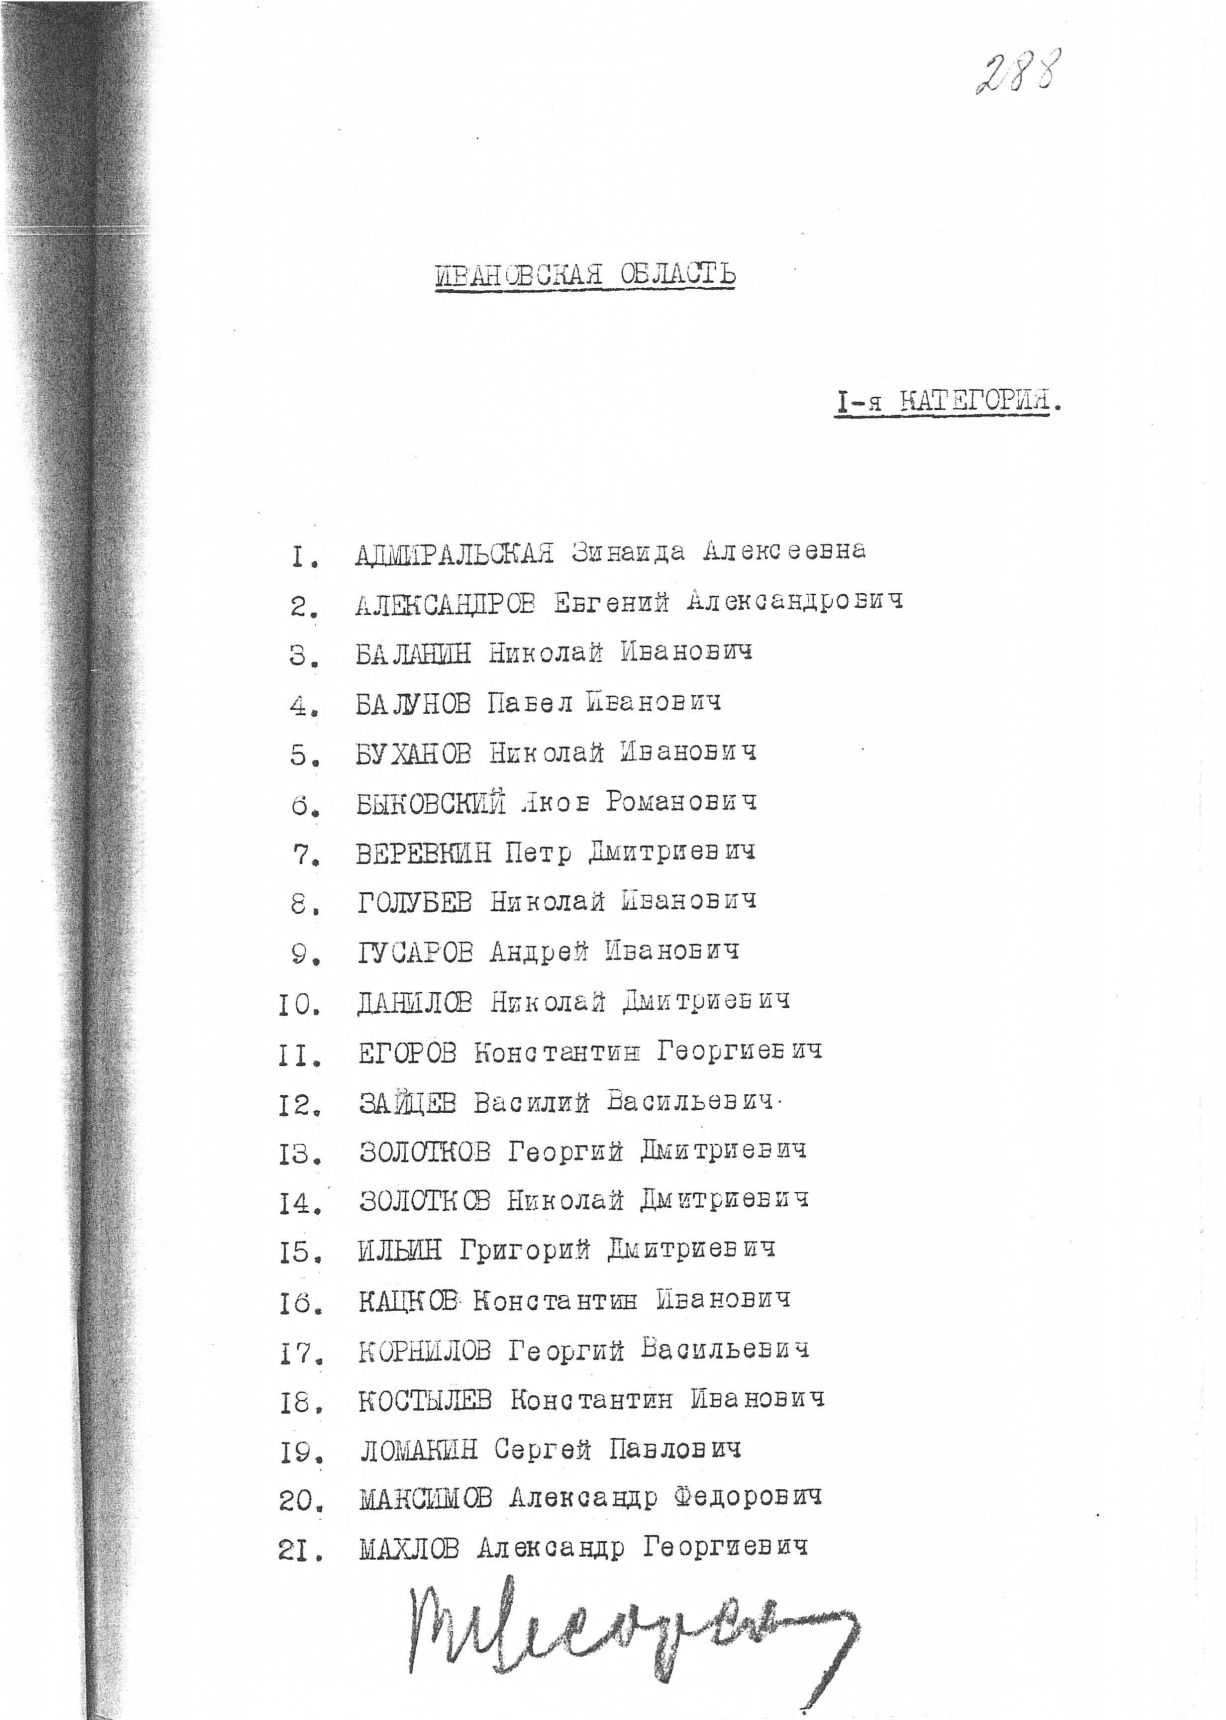 288
ИВАНОВСКАЯ ОБЛАСТЬ
I-я КАТЕГОРИЯ.
I. АДМИРАЛЬСКАЯ Зинаида Алексеевна
2. АЛЕКСАНДРОВ Евгений Александрович
3. БАЛАНИН Николай Иванович
4. БАЛУНОВ Павел Иванович
5. БУХАНОВ Николай Иванович
6. БЫКОВСКИЙ Яков Романович
7. ВЕРЕВКИН Петр Дмитриевич
8. ГОЛУБЕВ Николай Иванович
9. ГУСАРОВ Андрей Иванович
I0. ДАНИЛОВ Николай Дмитриевич
II. ЕГОРОВ Константин Георгиевич
I2. ЗАЙЦЕВ Василий Васильевич
I3. ЗОЛОТКОВ Георгий Дмитриевич
I4. ЗОЛОТКОВ Николай Дмитриевич
I5. ИЛЬИН Григорий Дмитриевич
I6. КАЦКОВ Константин Иванович
I7. КОРНИЛОВ Георгий Васильевич
I8. КОСТЫЛЕВ Константин Иванович
I9. ЛОМАКИН Сергей Павлович
20. МАКСИМОВ Александр Федорович
2I. МАХЛОВ Александр Георгиевич